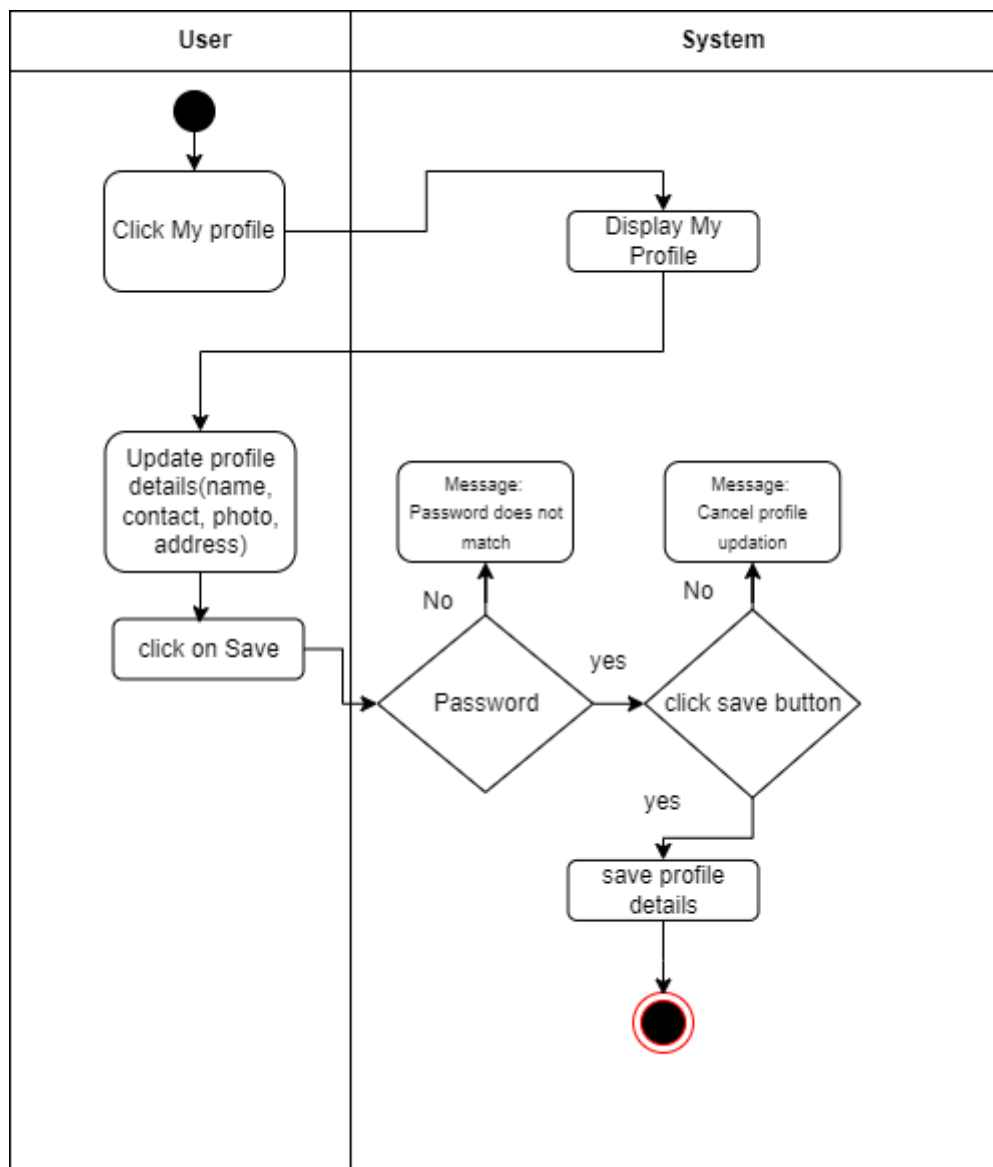 User
System
Click My profile
Display My
Profile
Update profile
details(name,
contact, photo,
address)
Message:
Password does not
match
Message:
Cancel profile
updation
No
No
click on Save
yes
Password
click save button
yes
save profile
details